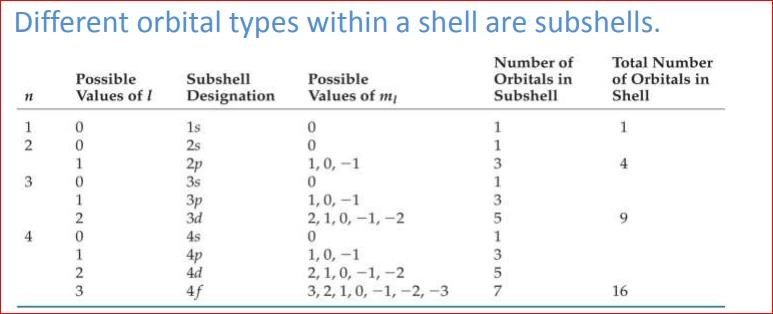 Different orbital types within a shell are subshells.
Number of Total Number
Possible Subshell Possible Orbitals in of Orbitals in
n Values of l Designation Values of mₗ Subshell Shell
1 0 1s 0 1 1
2 0 2s 0 1
1 2p 1, 0, −1 3 4
3 0 3s 0 1
1 3p 1, 0, −1 3
2 3d 2, 1, 0, −1, −2 5 9
4 0 4s 0 1
1 4p 1, 0, −1 3
2 4d 2, 1, 0, −1, −2 5
3 4f 3, 2, 1, 0, −1, −2, −3 7 16